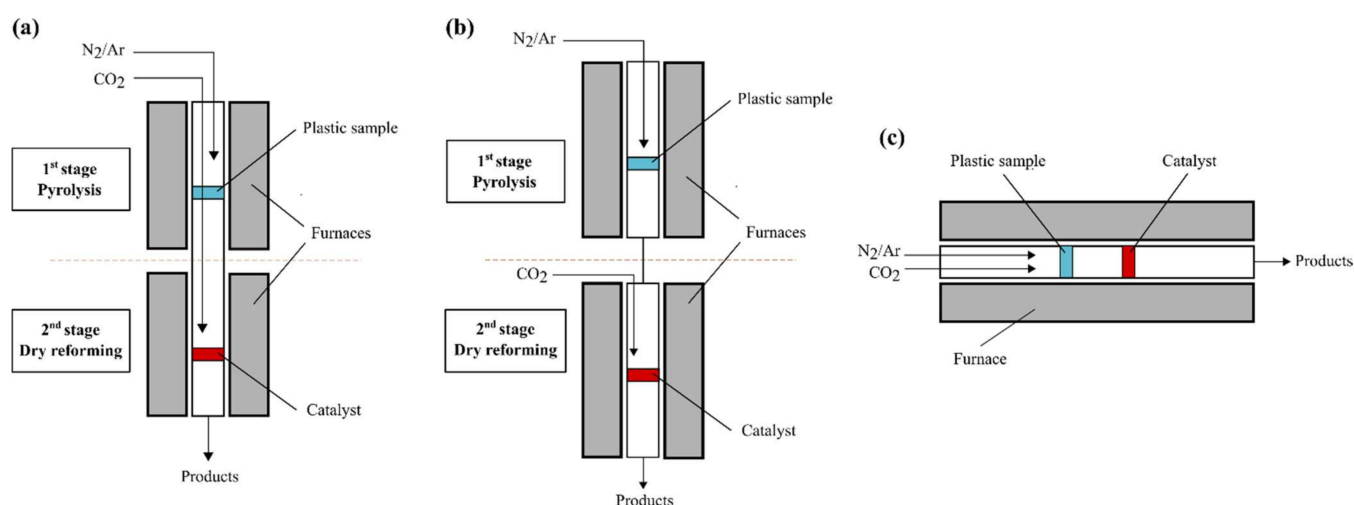 (a)
N2/Ar
CO2
Plastic sample
1st stage
Pyrolysis
Furnaces
2nd stage
Dry reforming
Catalyst
Products
(b)
N2/Ar
Plastic sample
1st stage
Pyrolysis
Furnaces
CO2
2nd stage
Dry reforming
Catalyst
Products
(c)
Plastic sample
Catalyst
N2/Ar
CO2
Products
Furnace